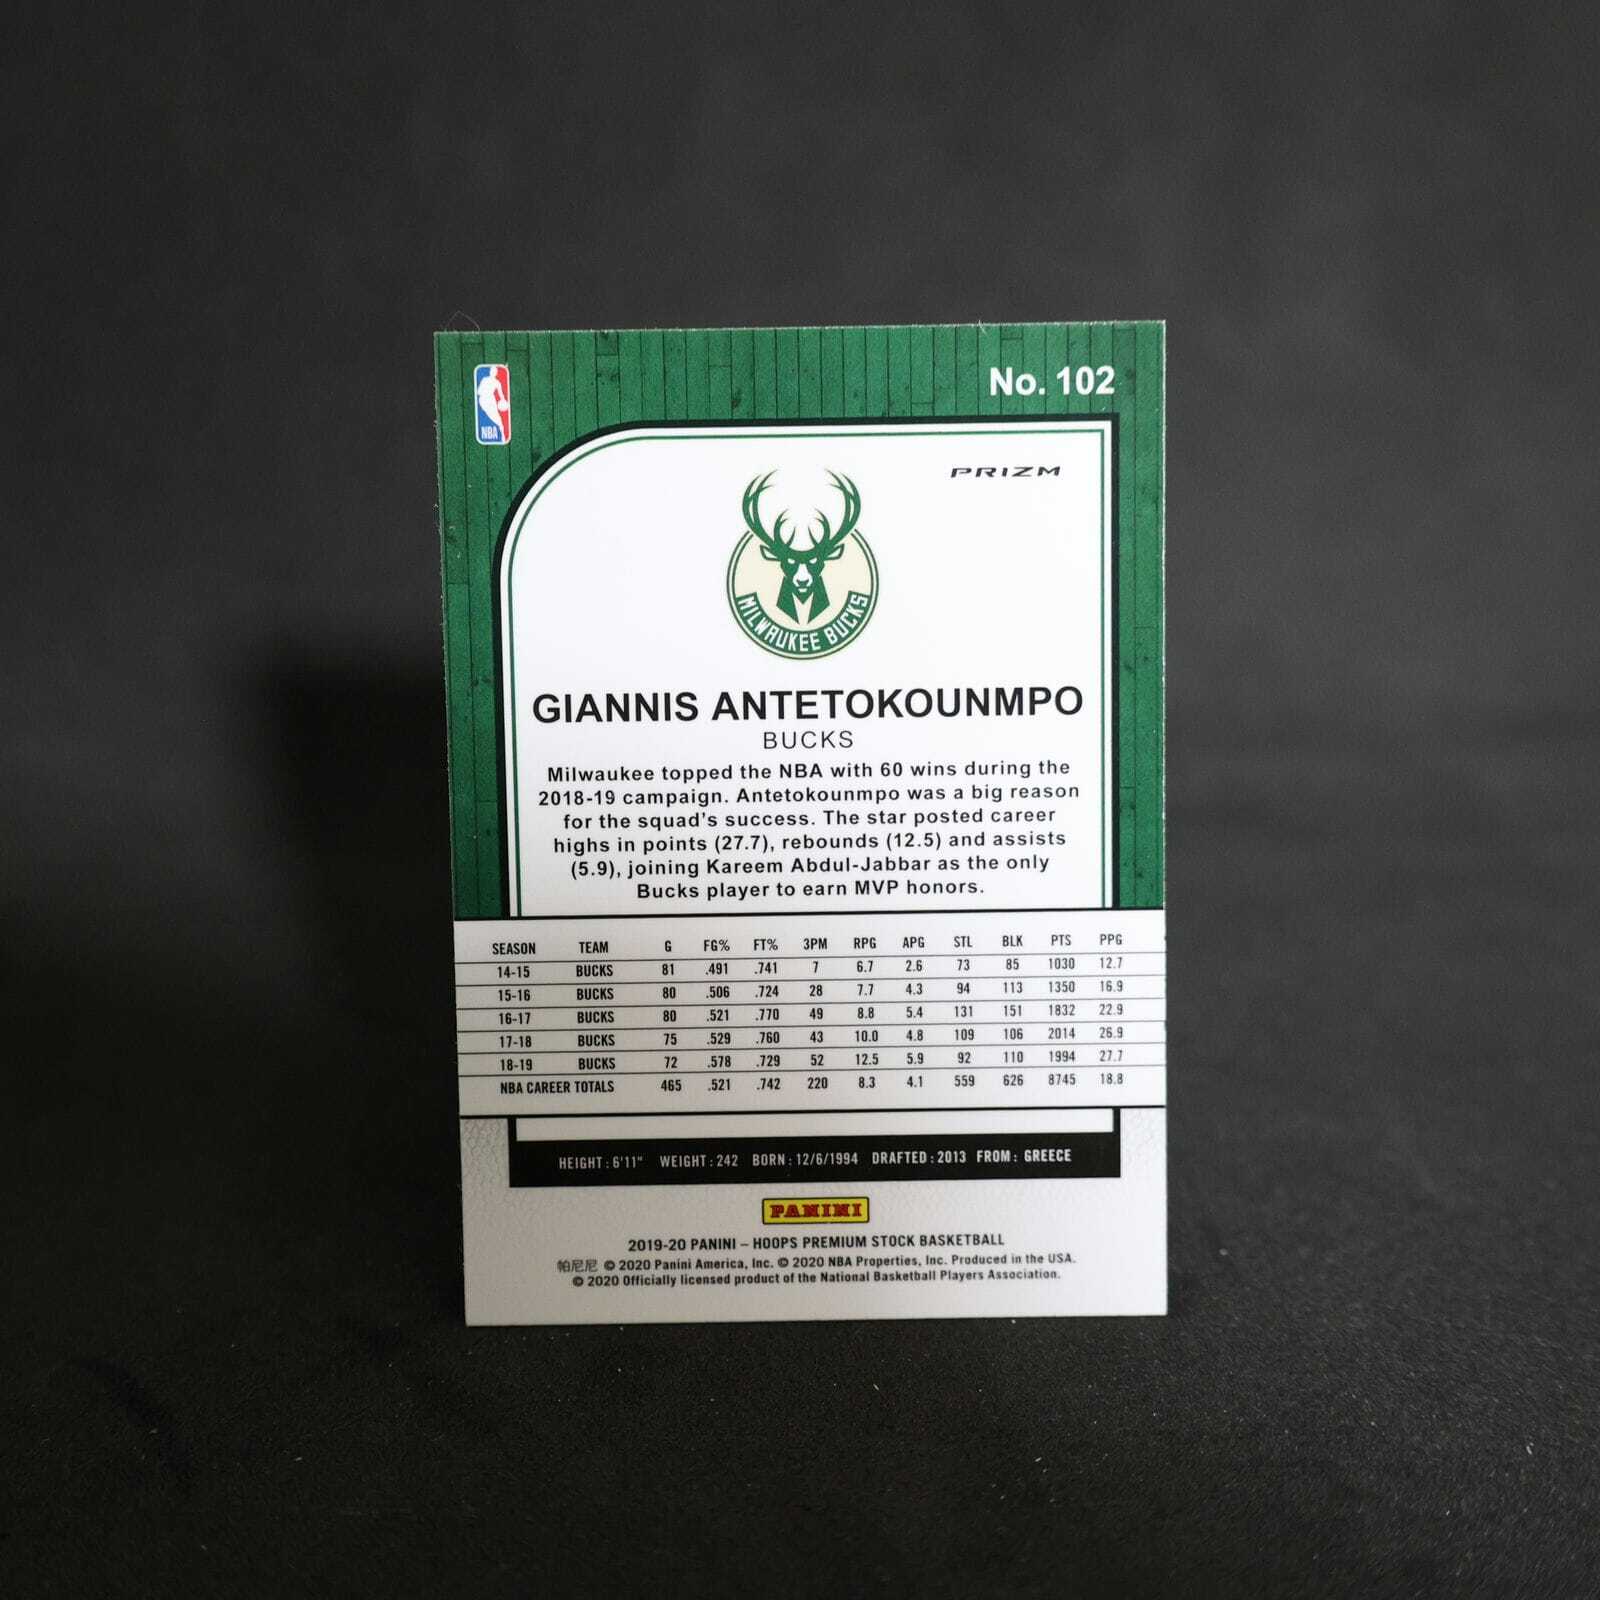 NBA
No. 102
PRIZM
MILWAUKEE BUCKS
GIANNIS ANTETOKOUNMPO
BUCKS
Milwaukee topped the NBA with 60 wins during the
2018-19 campaign. Antetokounmpo was a big reason
for the squad's success. The star posted career
highs in points (27.7), rebounds (12.5) and assists
(5.9), joining Kareem Abdul-Jabbar as the only
Bucks player to earn MVP honors.
SEASON TEAM G FG% FT% 3PM RPG APG STL BLK PTS PPG
14-15 BUCKS 81 .491 .741 7 6.7 2.6 73 85 1030 12.7
15-16 BUCKS 80 .506 .724 28 7.7 4.3 94 113 1350 16.9
16-17 BUCKS 80 .521 .770 49 8.8 5.4 131 151 1832 22.9
17-18 BUCKS 75 .529 .760 43 10.0 4.8 109 106 2014 26.9
18-19 BUCKS 72 .578 .729 52 12.5 5.9 92 110 1994 27.7
NBA CAREER TOTALS 465 .521 .742 220 8.3 4.1 559 626 8745 18.8
HEIGHT: 6'11" WEIGHT: 242 BORN: 12/6/1994 DRAFTED: 2013 FROM: GREECE
PANINI
2019-20 PANINI – HOOPS PREMIUM STOCK BASKETBALL
帕尼尼 © 2020 Panini America, Inc. © 2020 NBA Properties, Inc. Produced in the USA.
© 2020 Officially licensed product of the National Basketball Players Association.